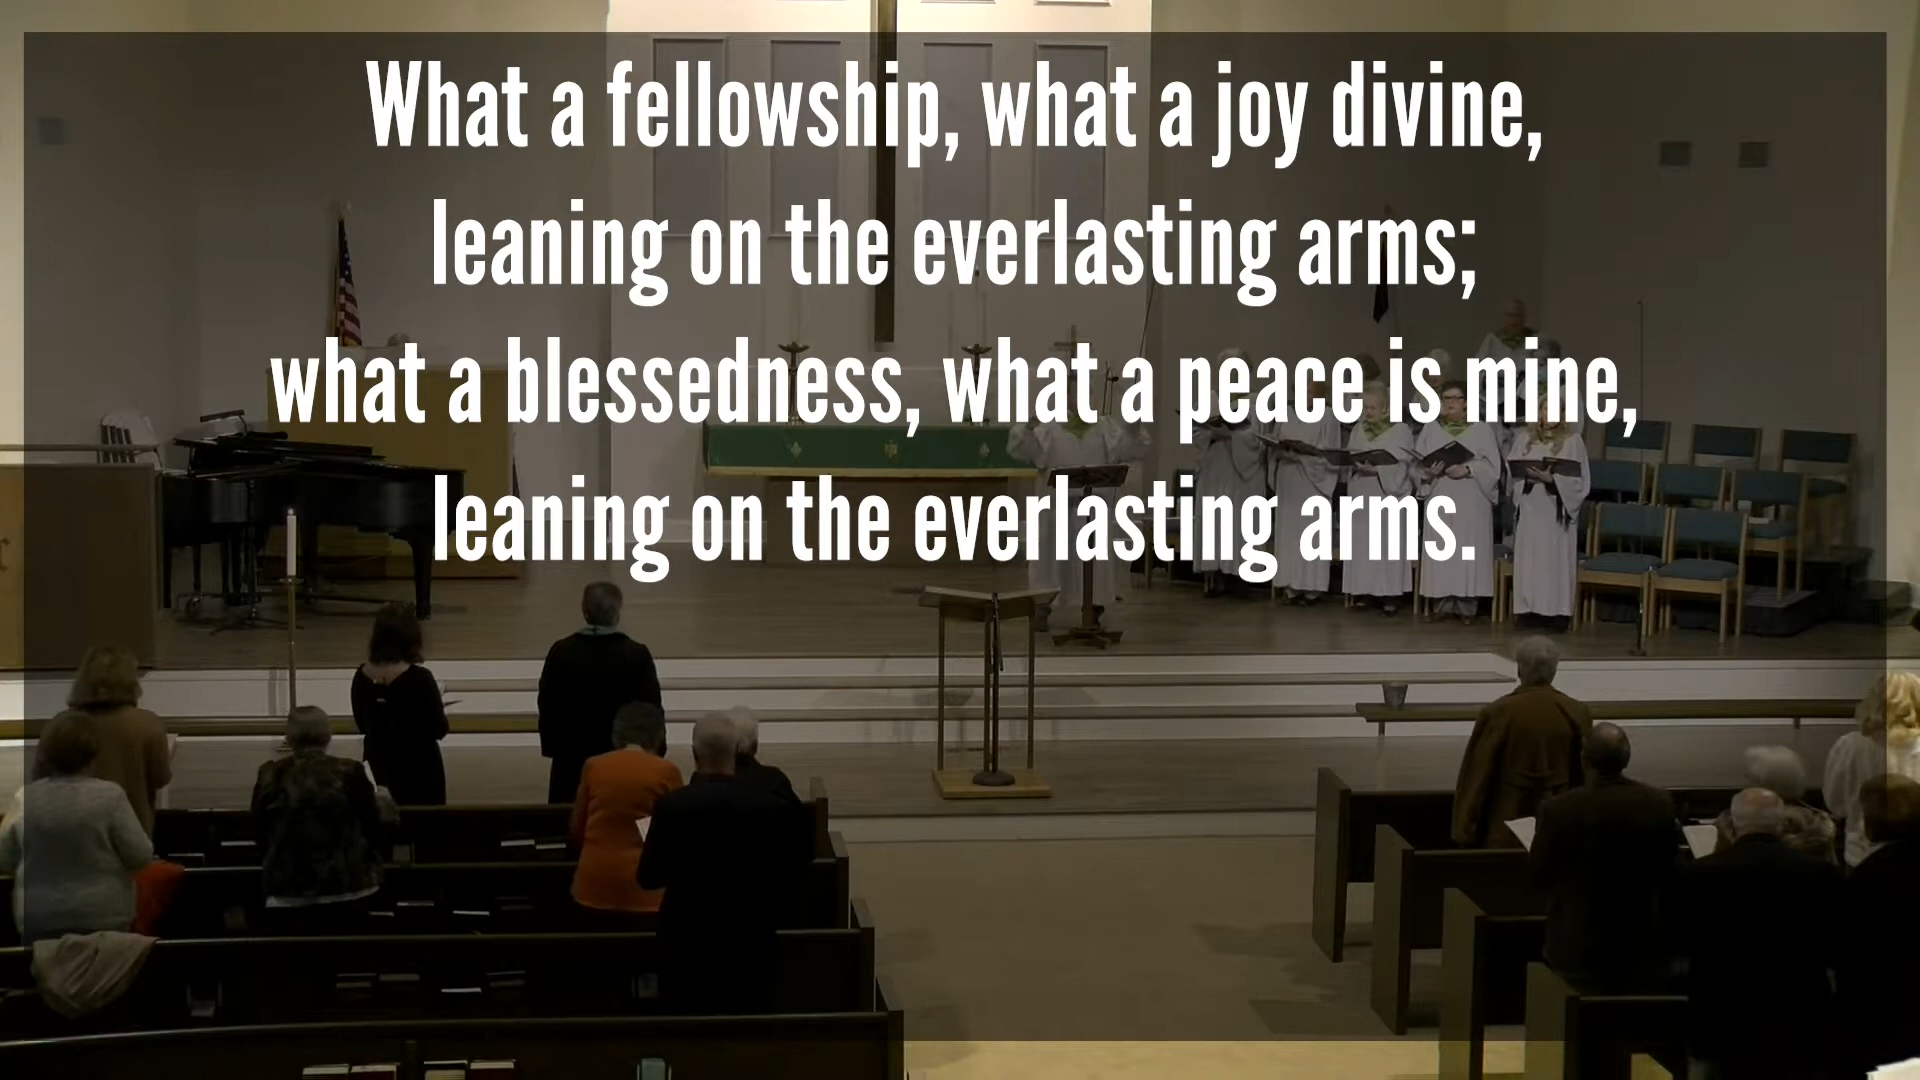 What a fellowship, what a joy divine,
leaning on the everlasting arms;
what a blessedness, what a peace is mine,
leaning on the everlasting arms.